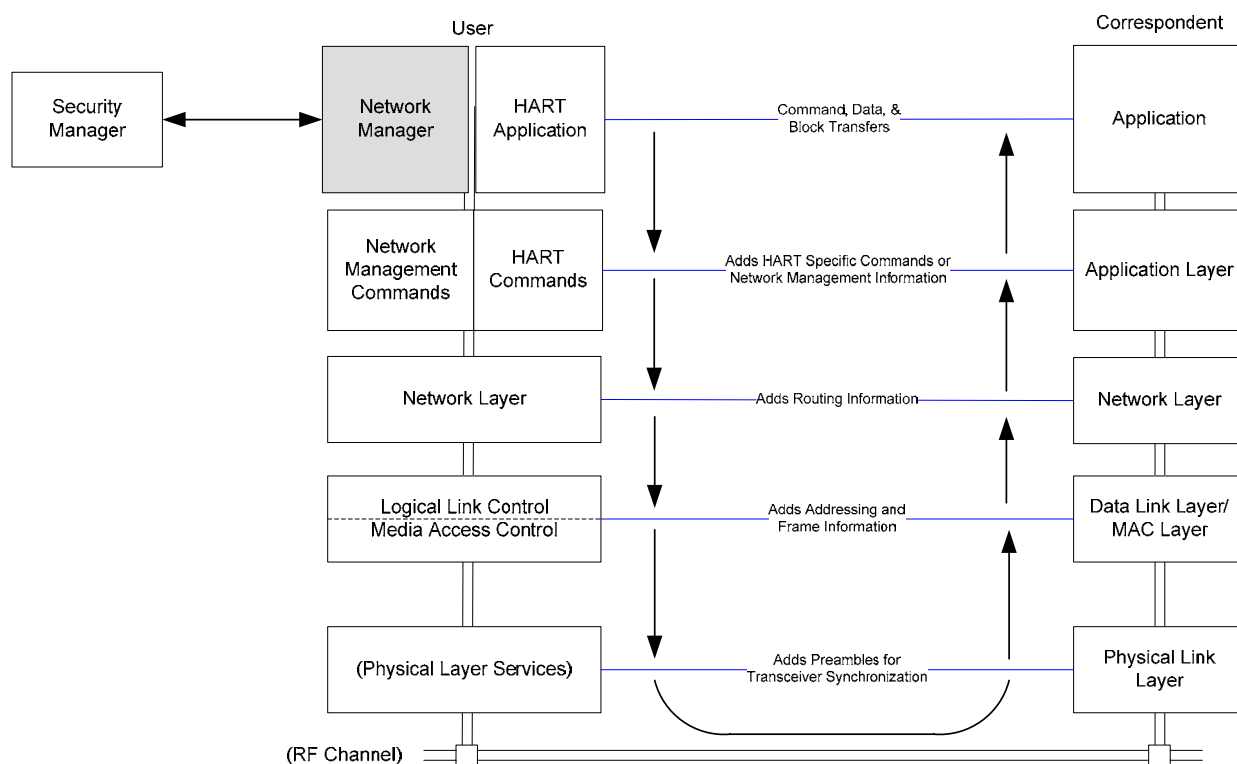 User
Correspondent
Security
Manager
Network
Manager
HART
Application
Command, Data, &
Block Transfers
Application
Network
Management
Commands
HART
Commands
Adds HART Specific Commands or
Network Management Information
Application Layer
Network Layer
Adds Routing Information
Network Layer
Logical Link Control
Media Access Control
Adds Addressing and
Frame Information
Data Link Layer/
MAC Layer
(Physical Layer Services)
Adds Preambles for
Transceiver Synchronization
Physical Link
Layer
(RF Channel)